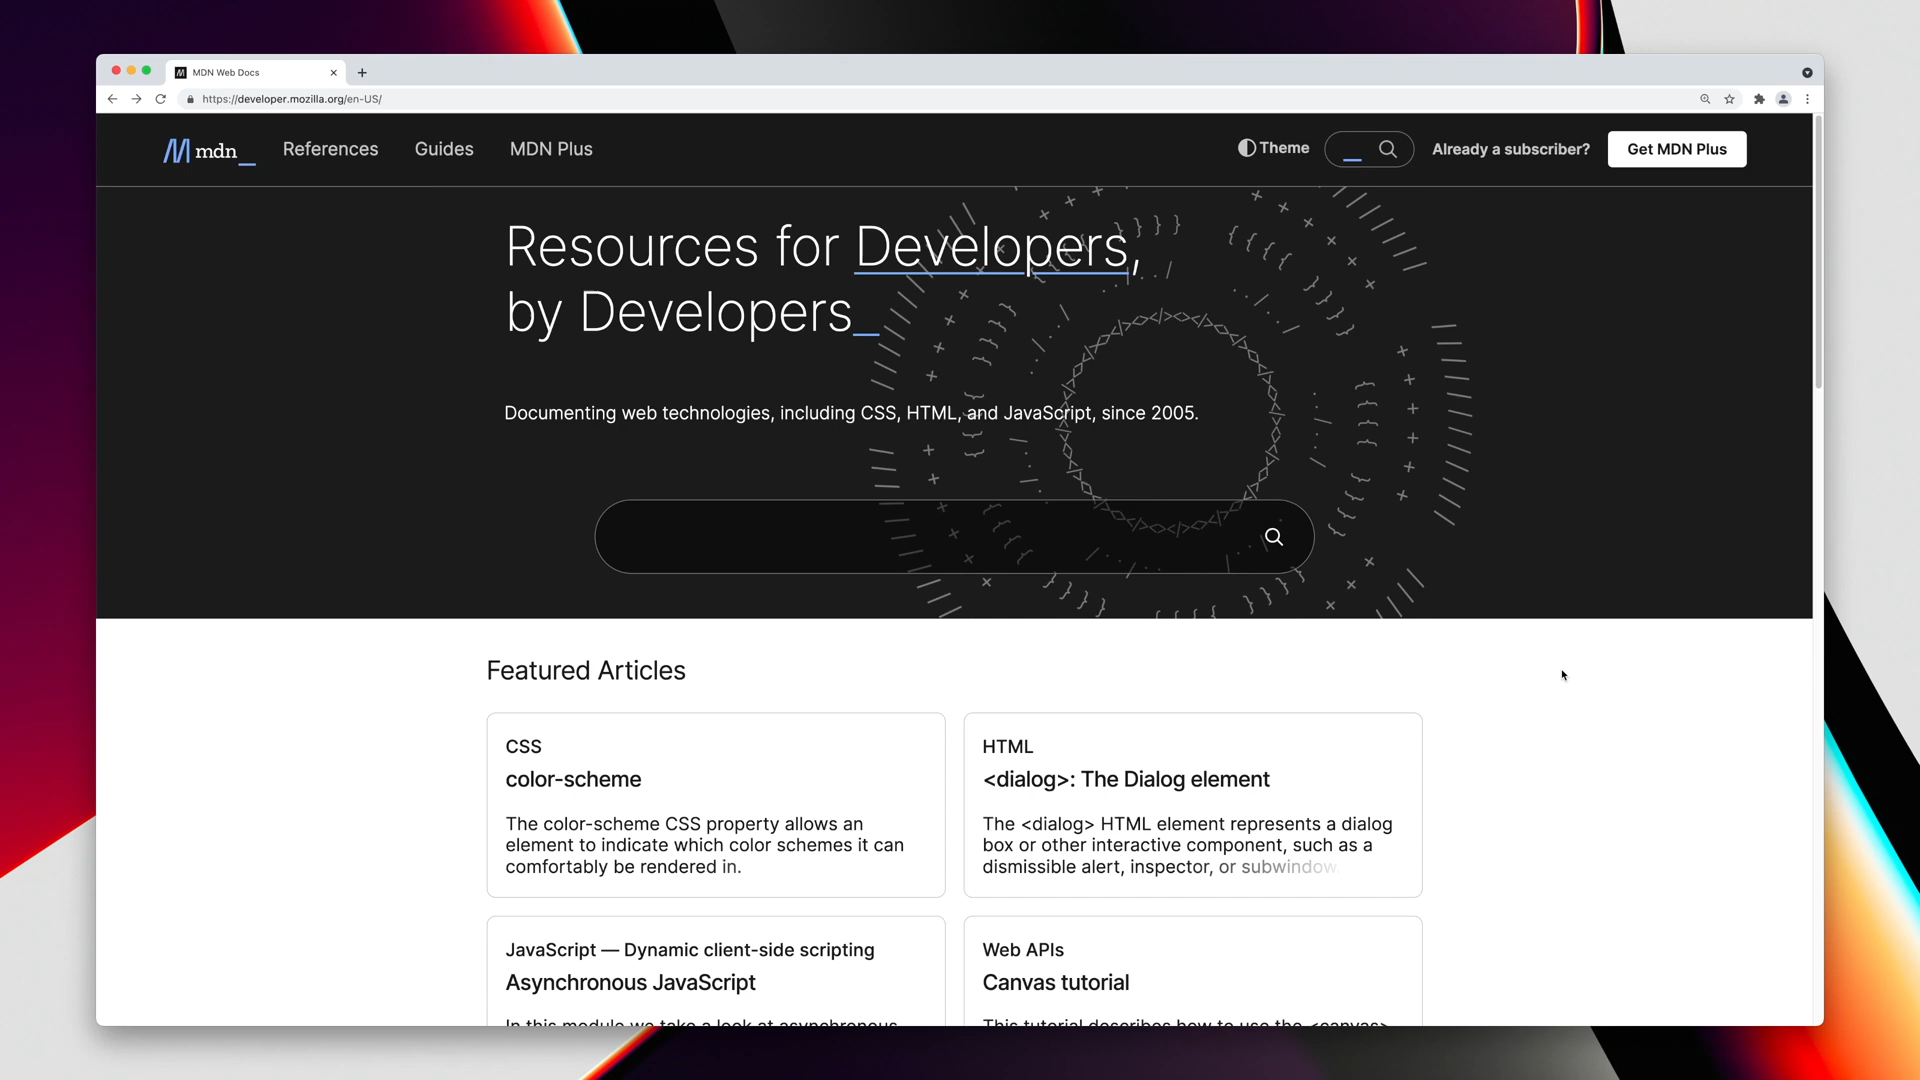 MDN Web Docs
https://developer.mozilla.org/en-US/
mdn_
References
Guides
MDN Plus
Theme
Already a subscriber?
Get MDN Plus
Resources for Developers,
by Developers_
Documenting web technologies, including CSS, HTML, and JavaScript, since 2005.
Featured Articles
CSS
color-scheme
The color-scheme CSS property allows an
element to indicate which color schemes it can
comfortably be rendered in.
HTML
<dialog>: The Dialog element
The <dialog> HTML element represents a dialog
box or other interactive component, such as a
dismissible alert, inspector, or subwindow.
JavaScript — Dynamic client-side scripting
Asynchronous JavaScript
In this module we take a look at asynchronous
Web APIs
Canvas tutorial
This tutorial describes how to use the <canvas>